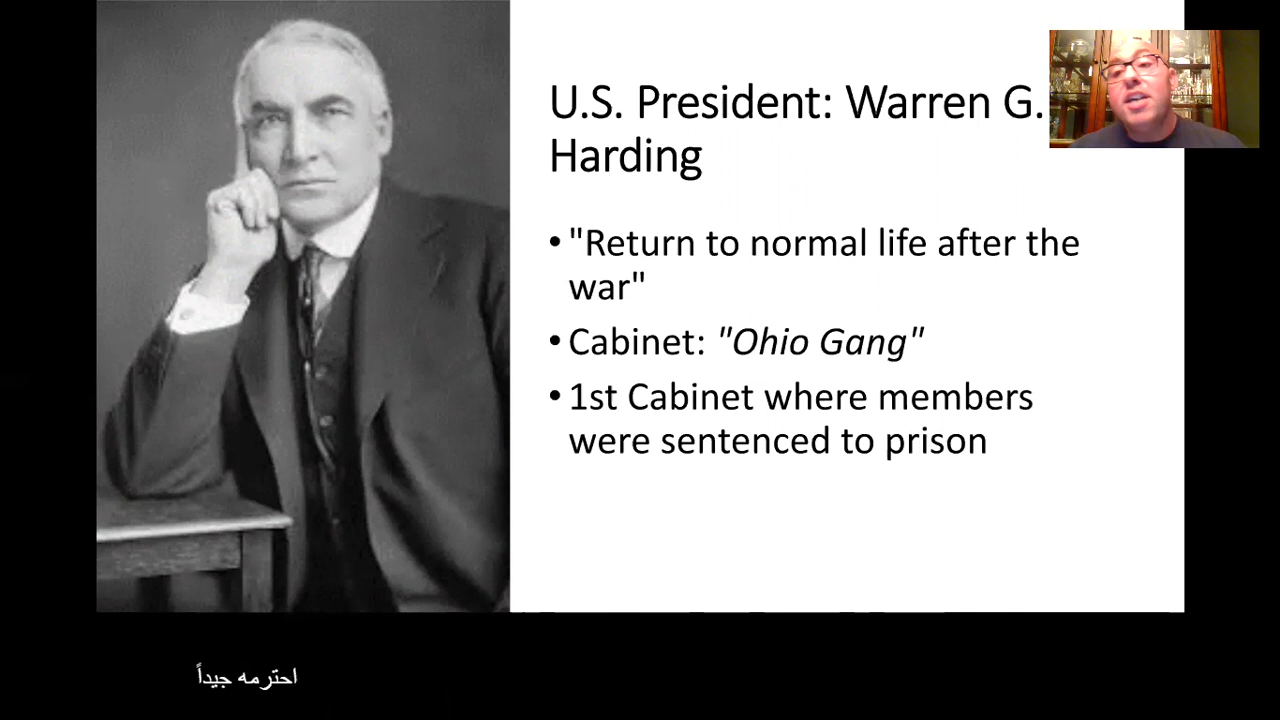 U.S. President: Warren G.
Harding
• "Return to normal life after the
war"
• Cabinet: "Ohio Gang"
• 1st Cabinet where members
were sentenced to prison
احترمه جيداً